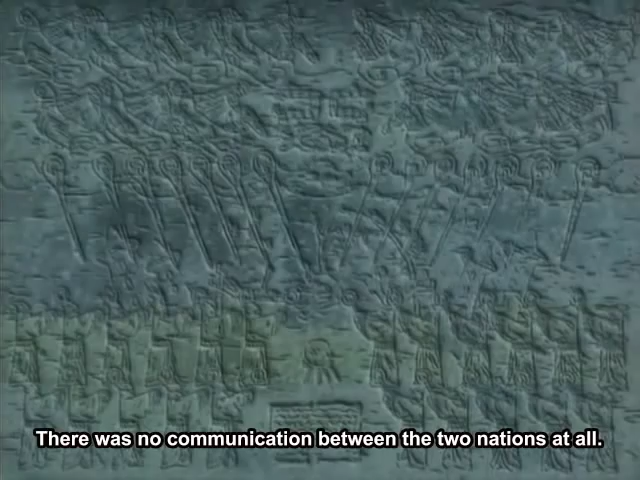 There was no communication between the two nations at all.